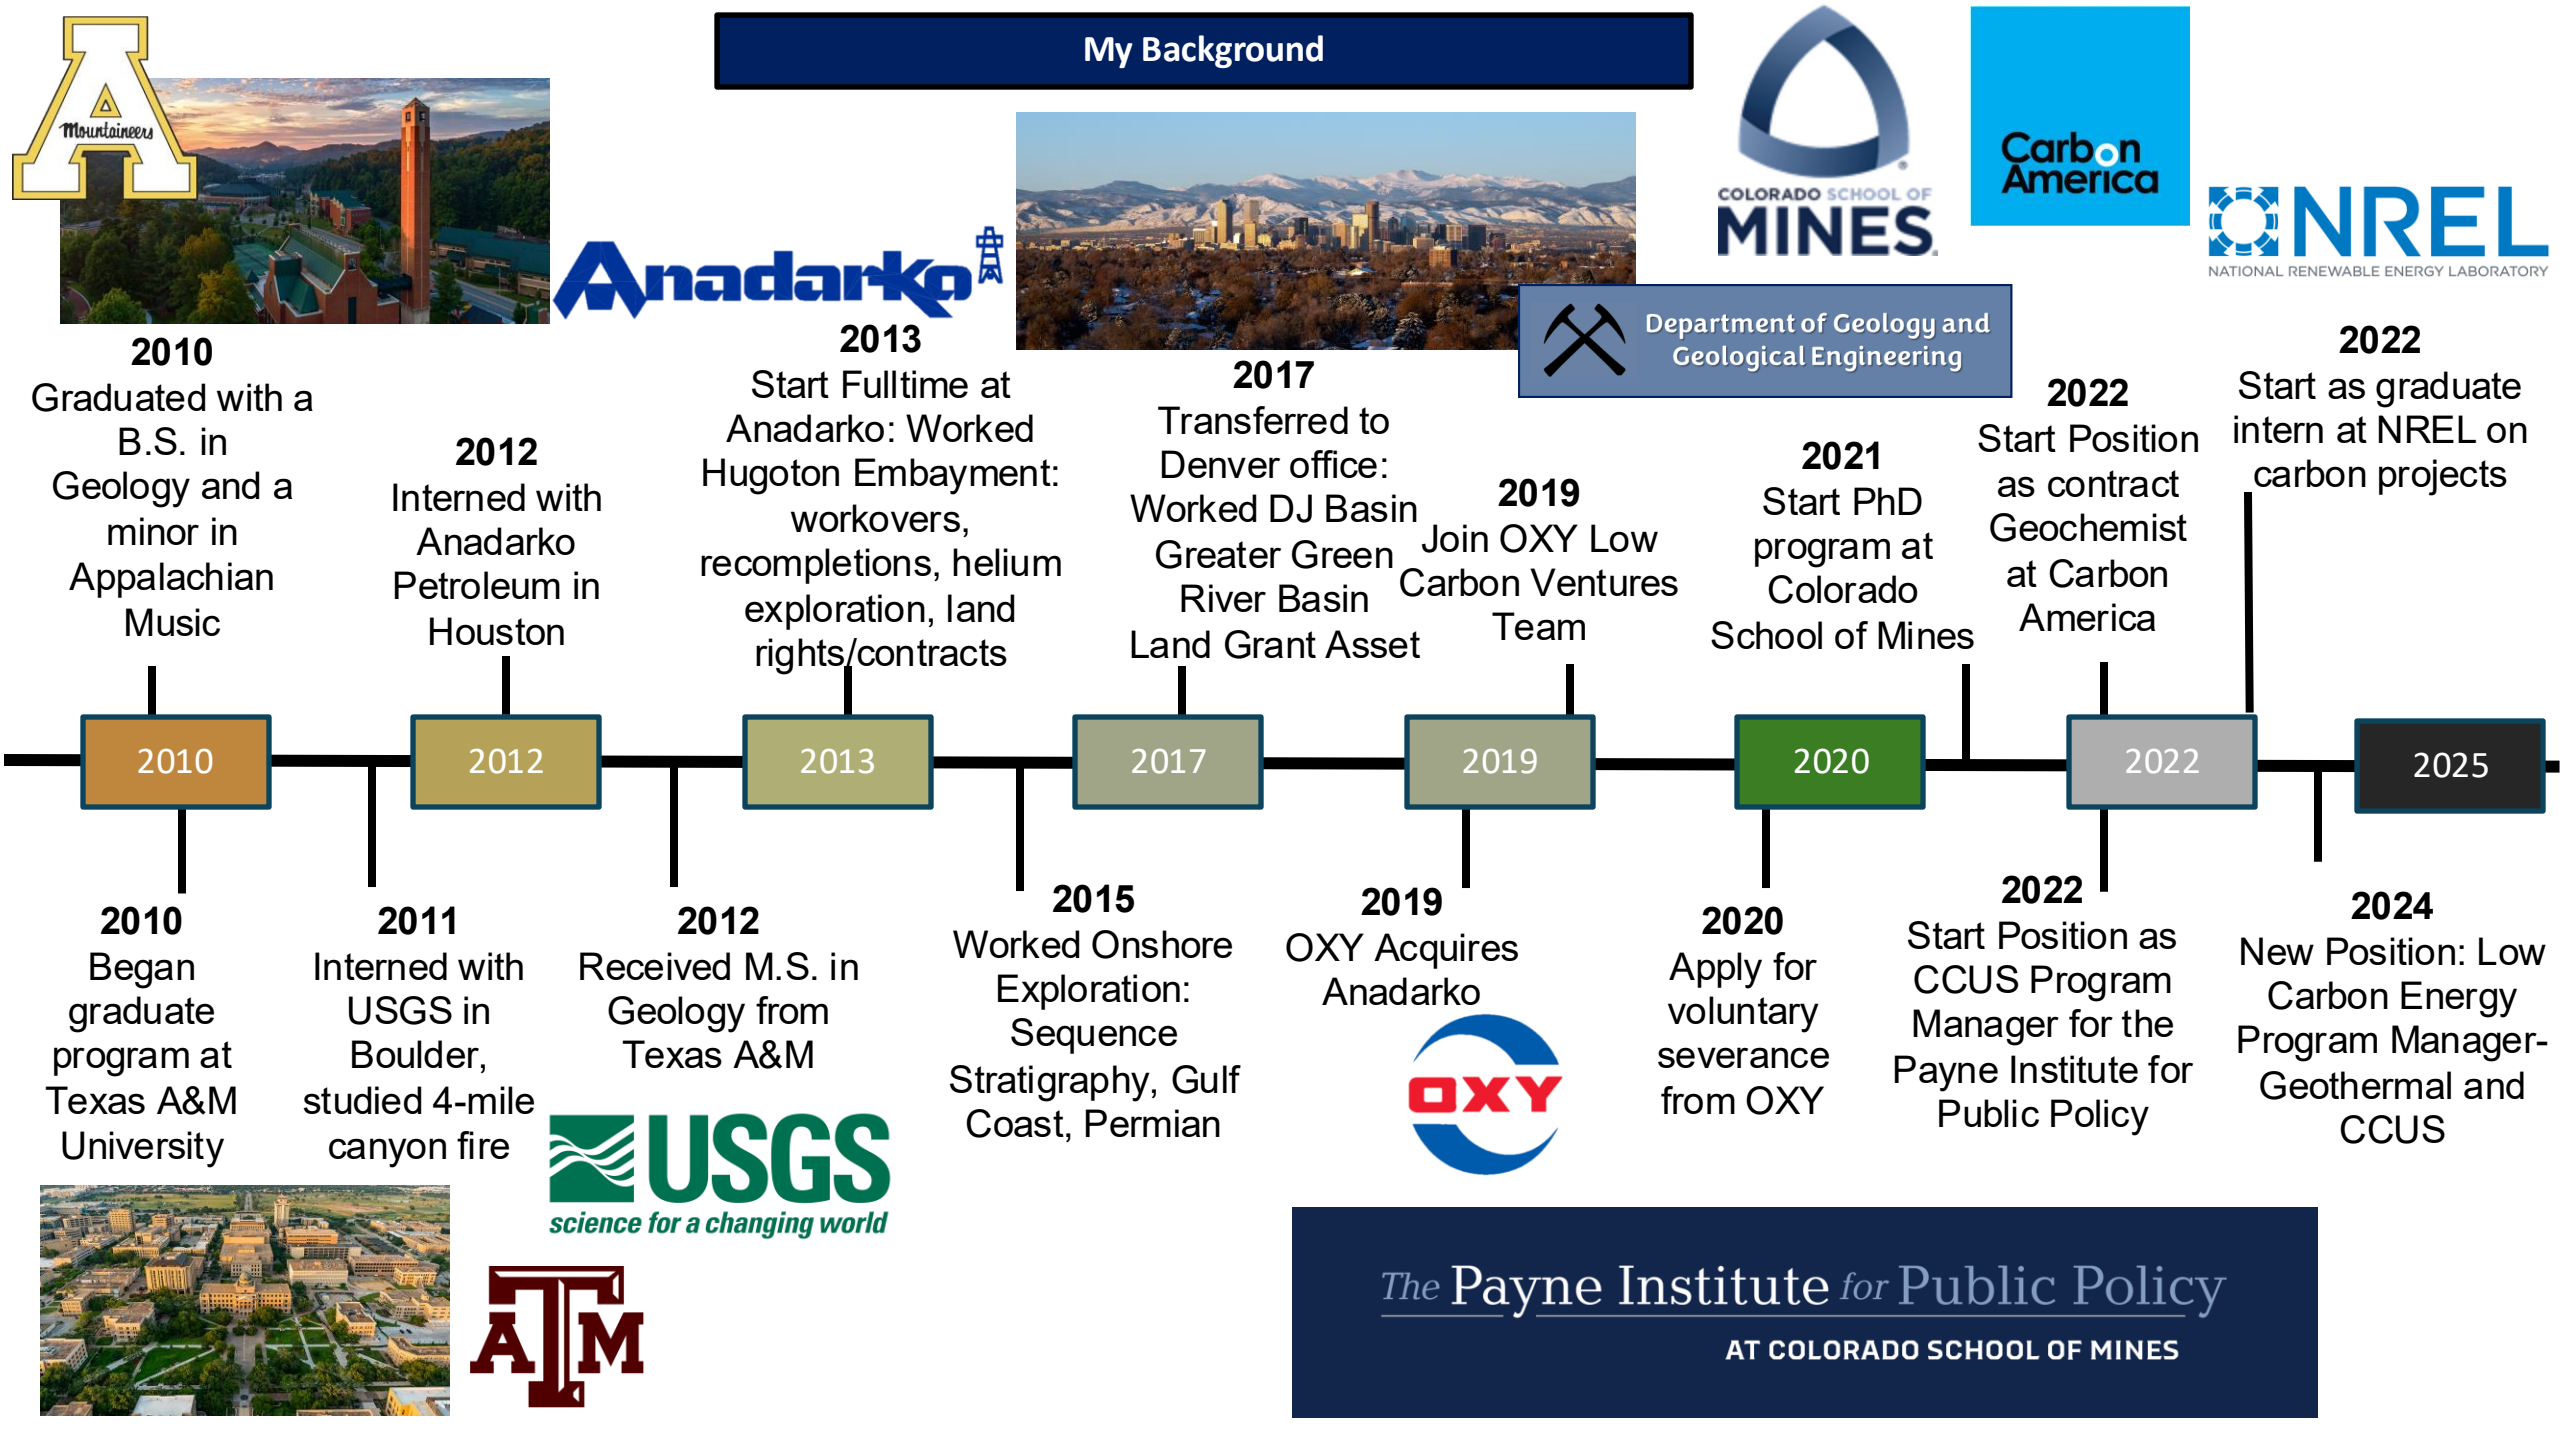 My Background
Mountaineers
Anadarko
COLORADO SCHOOL OF
MINES
Carbon
America
NREL
NATIONAL RENEWABLE ENERGY LABORATORY
Department of Geology and
Geological Engineering
2010
Graduated with a
B.S. in
Geology and a
minor in
Appalachian
Music
2012
Interned with
Anadarko
Petroleum in
Houston
2013
Start Fulltime at
Anadarko: Worked
Hugoton Embayment:
workovers,
recompletions, helium
exploration, land
rights/contracts
2017
Transferred to
Denver office:
Worked DJ Basin
Greater Green
River Basin
Land Grant Asset
2019
Join OXY Low
Carbon Ventures
Team
2021
Start PhD
program at
Colorado
School of Mines
2022
Start Position
as contract
Geochemist
at Carbon
America
2022
Start as graduate
intern at NREL on
carbon projects
2010
2012
2013
2017
2019
2020
2022
2025
2010
Began
graduate
program at
Texas A&M
University
2011
Interned with
USGS in
Boulder,
studied 4-mile
canyon fire
2012
Received M.S. in
Geology from
Texas A&M
2015
Worked Onshore
Exploration:
Sequence
Stratigraphy, Gulf
Coast, Permian
2019
OXY Acquires
Anadarko
2020
Apply for
voluntary
severance
from OXY
2022
Start Position as
CCUS Program
Manager for the
Payne Institute for
Public Policy
2024
New Position: Low
Carbon Energy
Program Manager-
Geothermal and
CCUS
USGS
science for a changing world
ATM
OXY
The Payne Institute for Public Policy
AT COLORADO SCHOOL OF MINES